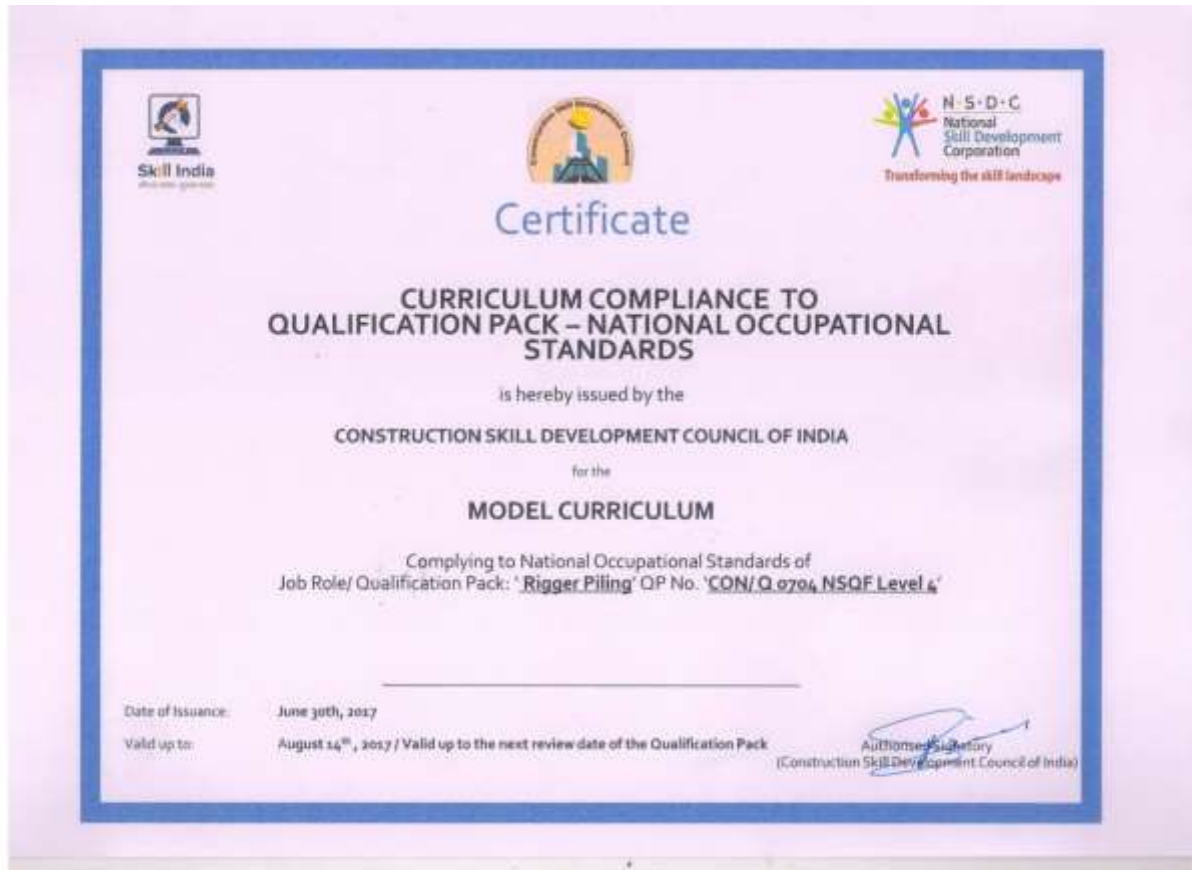 Skill India
Construction Skill Development Council
N·S·D·C
National
Skill Development
Corporation
Transforming the skill landscape
Certificate
CURRICULUM COMPLIANCE TO
QUALIFICATION PACK – NATIONAL OCCUPATIONAL
STANDARDS
is hereby issued by the
CONSTRUCTION SKILL DEVELOPMENT COUNCIL OF INDIA
for the
MODEL CURRICULUM
Complying to National Occupational Standards of
Job Role/ Qualification Pack: ' Rigger Piling' QP No. 'CON/ Q 0704 NSQF Level 4'
Date of Issuance: June 30th, 2017
Valid up to: August 14th, 2017 / Valid up to the next review date of the Qualification Pack
Authorised Signatory
(Construction Skill Development Council of India)